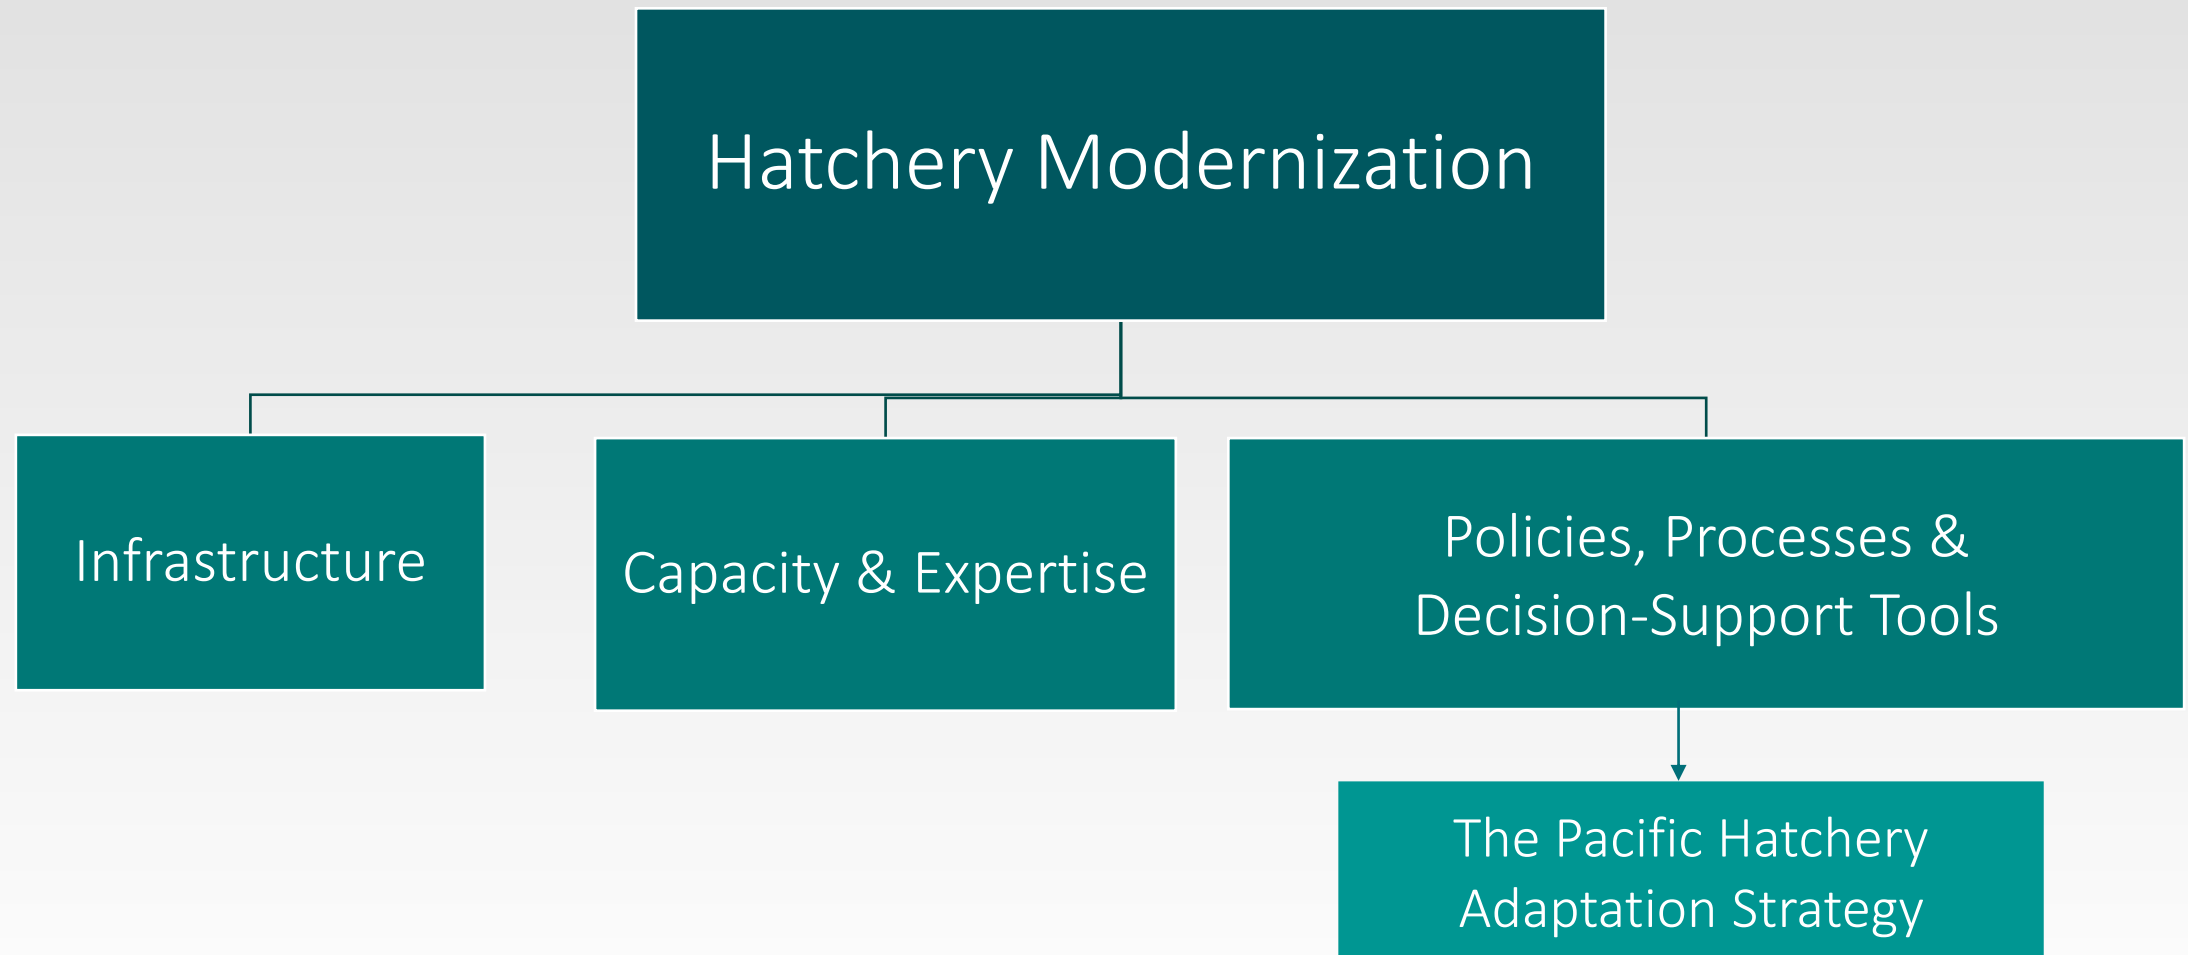 Hatchery Modernization
Infrastructure
Capacity & Expertise
Policies, Processes &
Decision-Support Tools
The Pacific Hatchery
Adaptation Strategy